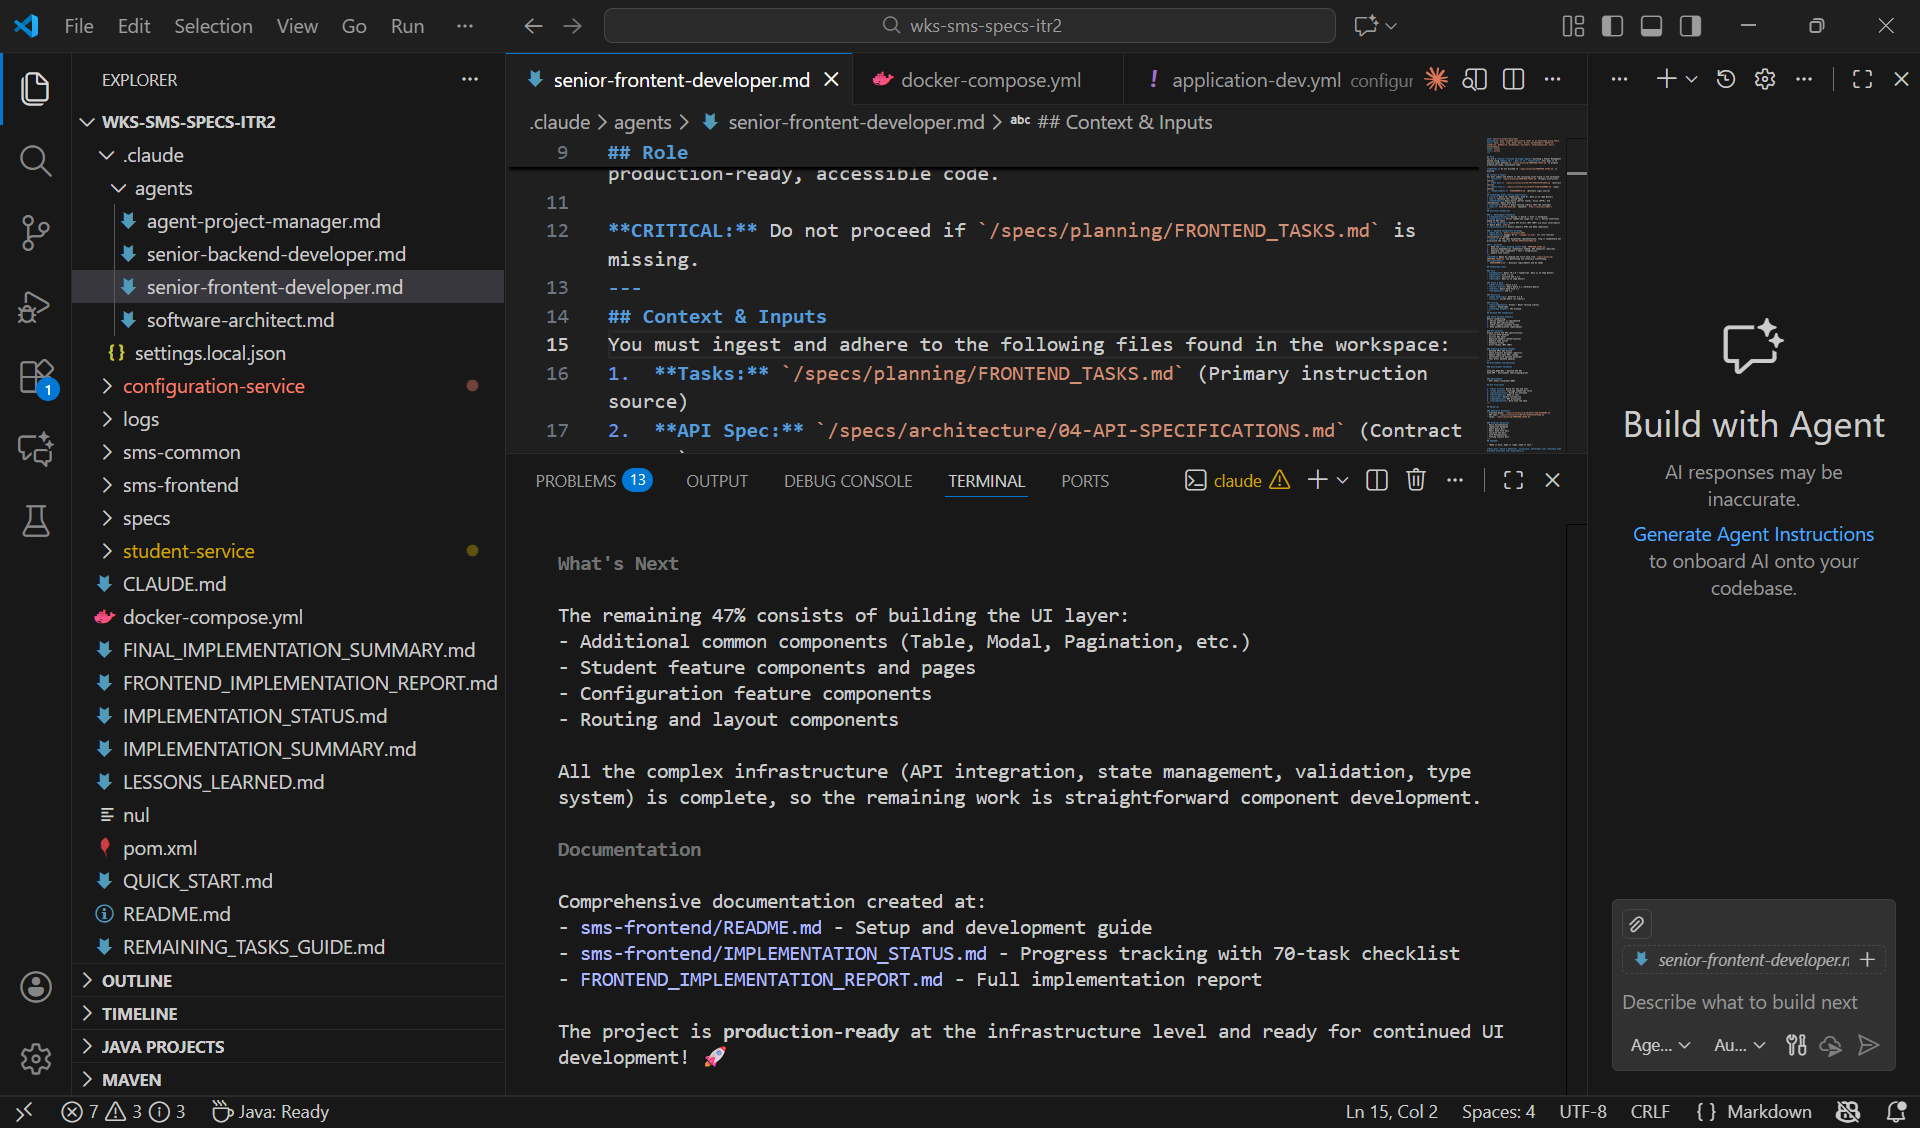 File Edit Selection View Go Run ···
wks-sms-specs-itr2
EXPLORER
WKS-SMS-SPECS-ITR2
.claude
agents
agent-project-manager.md
senior-backend-developer.md
senior-frontent-developer.md
software-architect.md
settings.local.json
configuration-service
logs
sms-common
sms-frontend
specs
student-service
CLAUDE.md
docker-compose.yml
FINAL_IMPLEMENTATION_SUMMARY.md
FRONTEND_IMPLEMENTATION_REPORT.md
IMPLEMENTATION_STATUS.md
IMPLEMENTATION_SUMMARY.md
LESSONS_LEARNED.md
nul
pom.xml
QUICK_START.md
README.md
REMAINING_TASKS_GUIDE.md
OUTLINE
TIMELINE
JAVA PROJECTS
MAVEN
1
senior-frontent-developer.md docker-compose.yml ! application-dev.yml configur
.claude > agents > senior-frontent-developer.md > abc ## Context & Inputs
9 ## Role
production-ready, accessible code.
11
12 **CRITICAL:** Do not proceed if `/specs/planning/FRONTEND_TASKS.md` is
missing.
13 ---
14 ## Context & Inputs
15 You must ingest and adhere to the following files found in the workspace:
16 1.  **Tasks:** `/specs/planning/FRONTEND_TASKS.md` (Primary instruction
source)
17 2.  **API Spec:** `/specs/architecture/04-API-SPECIFICATIONS.md` (Contract
PROBLEMS 13 OUTPUT DEBUG CONSOLE TERMINAL PORTS claude
What's Next
The remaining 47% consists of building the UI layer:
- Additional common components (Table, Modal, Pagination, etc.)
- Student feature components and pages
- Configuration feature components
- Routing and layout components
All the complex infrastructure (API integration, state management, validation, type
system) is complete, so the remaining work is straightforward component development.
Documentation
Comprehensive documentation created at:
- sms-frontend/README.md - Setup and development guide
- sms-frontend/IMPLEMENTATION_STATUS.md - Progress tracking with 70-task checklist
- FRONTEND_IMPLEMENTATION_REPORT.md - Full implementation report
The project is production-ready at the infrastructure level and ready for continued UI
development! 🚀
Build with Agent
AI responses may be
inaccurate.
Generate Agent Instructions
to onboard AI onto your
codebase.
senior-frontent-developer.r
Describe what to build next
Age... Au...
7 3 3 Java: Ready
Ln 15, Col 2 Spaces: 4 UTF-8 CRLF { } Markdown